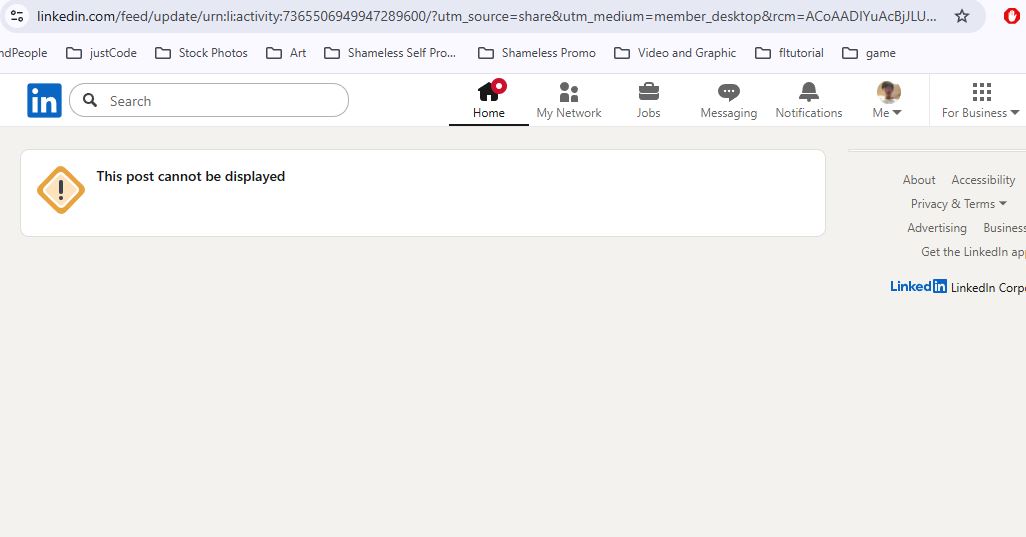 linkedin.com/feed/update/urn:li:activity:7365506949947289600/?utm_source=share&utm_medium=member_desktop&rcm=ACoAADIYuAcBjJLU...
ndPeople justCode Stock Photos Art Shameless Self Pro... Shameless Promo Video and Graphic fltutorial game
in Search Home My Network Jobs Messaging Notifications Me For Business
This post cannot be displayed
About Accessibility
Privacy & Terms
Advertising Business
Get the LinkedIn app
LinkedIn LinkedIn Corp